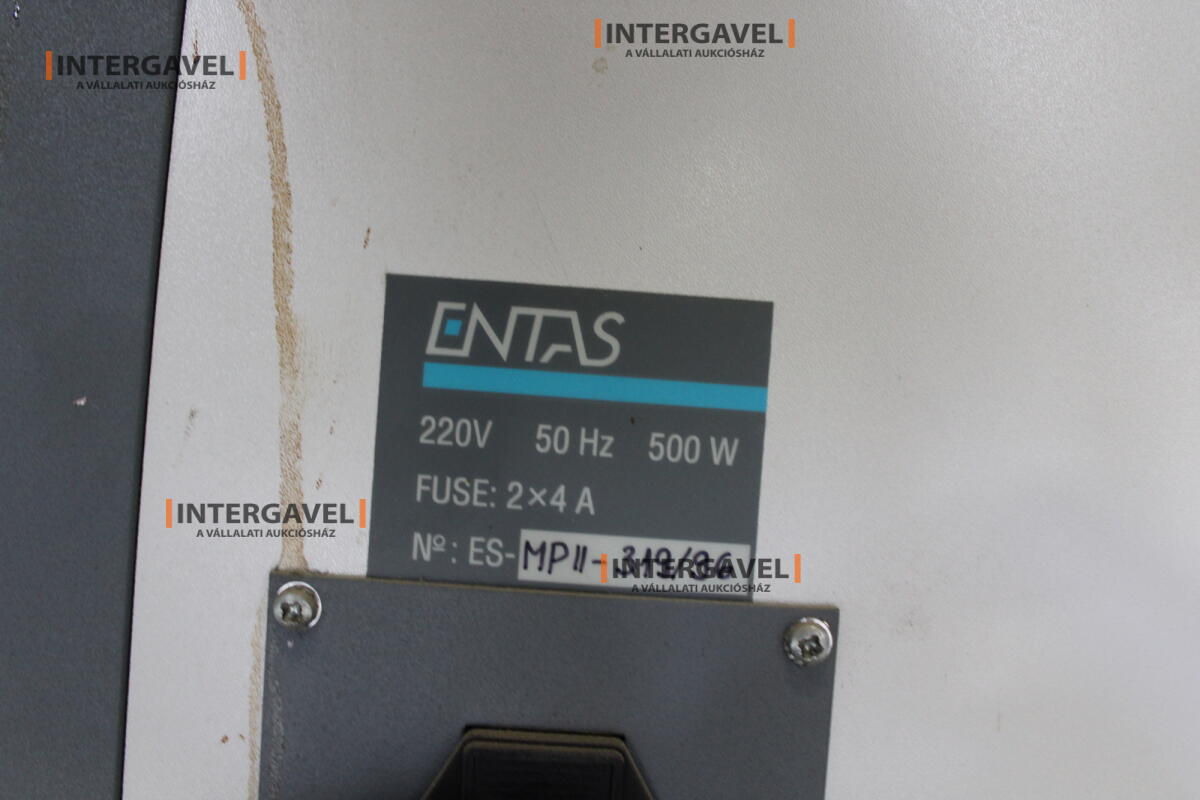 INTERGAVEL
A VÁLLALATI AUKCIÓSHÁZ
INTERGAVEL
A VÁLLALATI AUKCIÓSHÁZ
ENTAS
220V 50 Hz 500 W
FUSE: 2×4 A
Nº: ES-MPII-
INTERGAVEL
A VÁLLALATI AUKCIÓSHÁZ
INTERGAVEL
A VÁLLALATI AUKCIÓSHÁZ